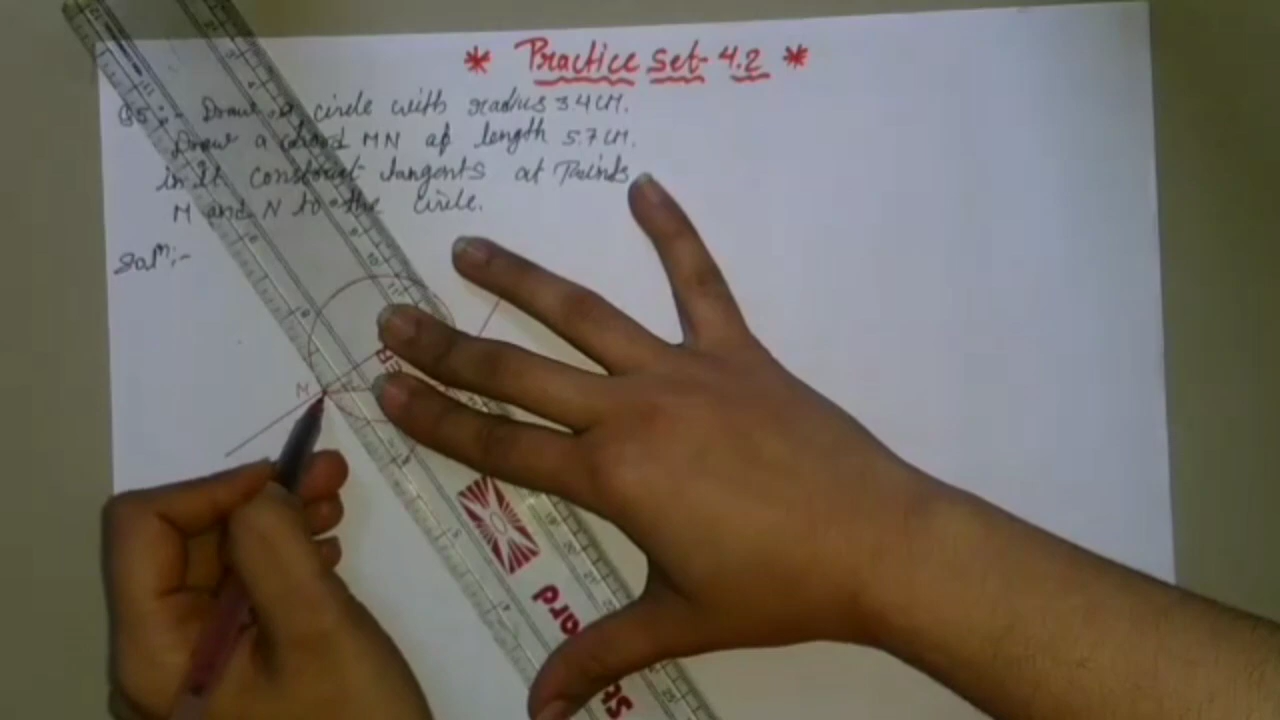 * Practice Set 4.2 *
Q5:- Draw a circle with radius 3.4 CM.
Draw a chord MN of length 5.7 CM.
in it construct tangents at Points
M and N to the circle.
Solⁿ:-
M